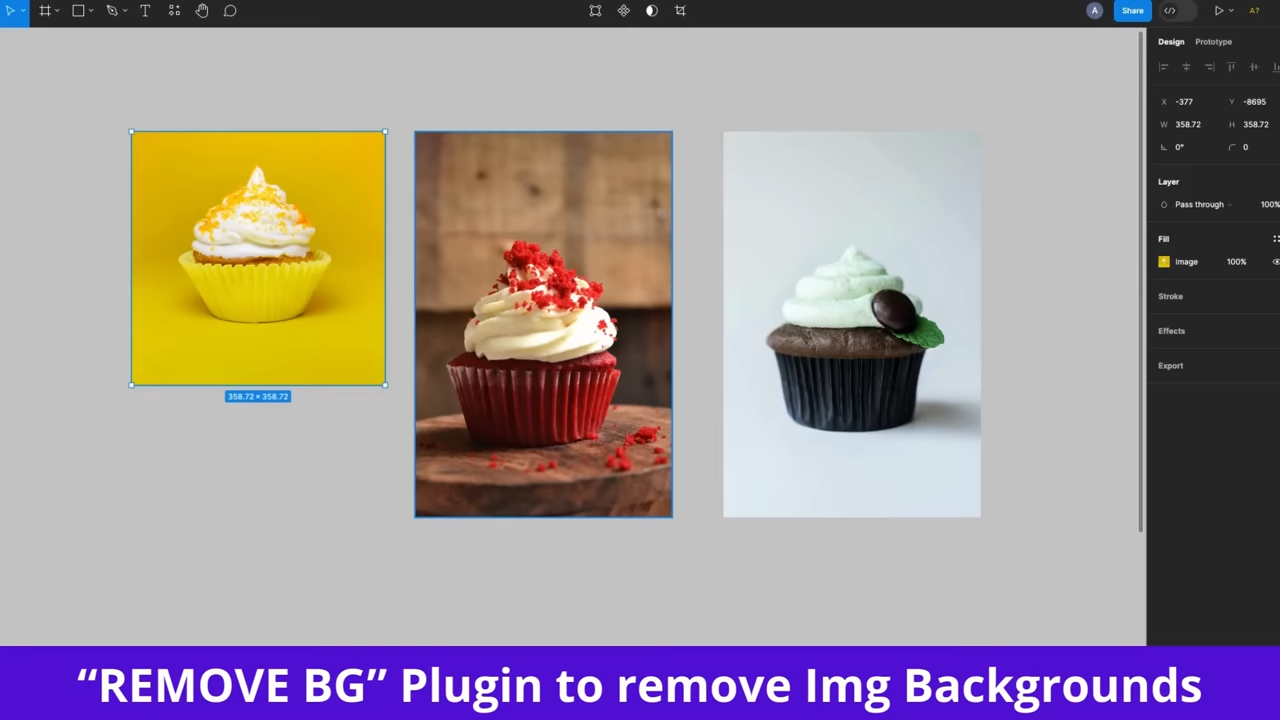 A
Share
A?
Design Prototype
X -377 Y -8695
W 358.72 H 358.72
0° 0
Layer
Pass through 100%
Fill
Image 100%
Stroke
Effects
Export
358.72 × 358.72
“REMOVE BG” Plugin to remove Img Backgrounds